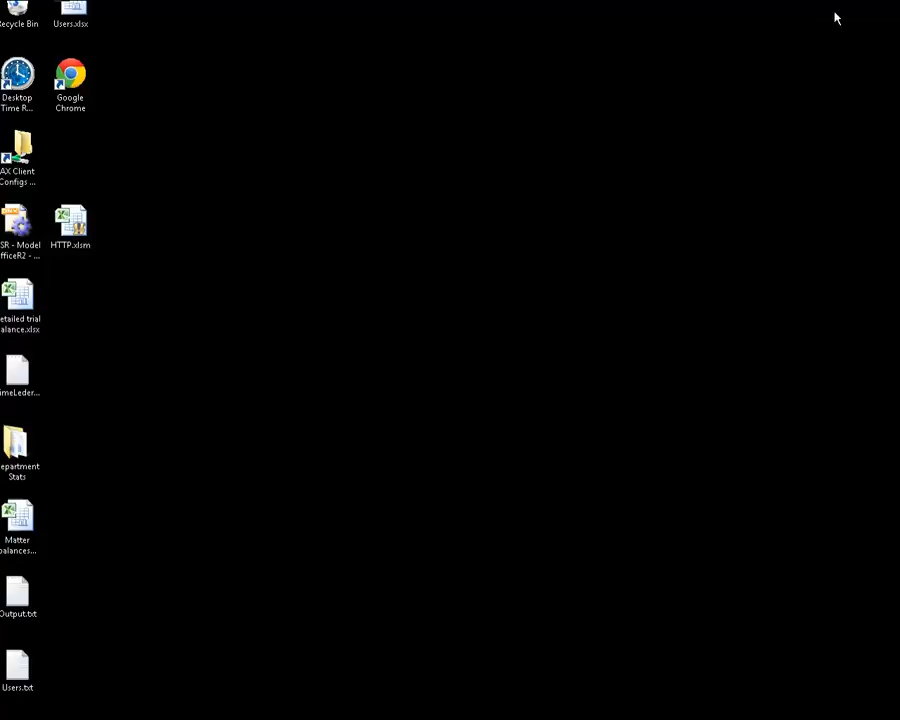 ecycle Bin
Users.xlsx
Desktop
Time R...
Google
Chrome
AX Client
Configs ...
SR - Model
fficeR2 - ...
HTTP.xlsm
etailed trial
alance.xlsx
imeLeder...
epartment
Stats
Matter
balances...
Output.txt
Users.txt